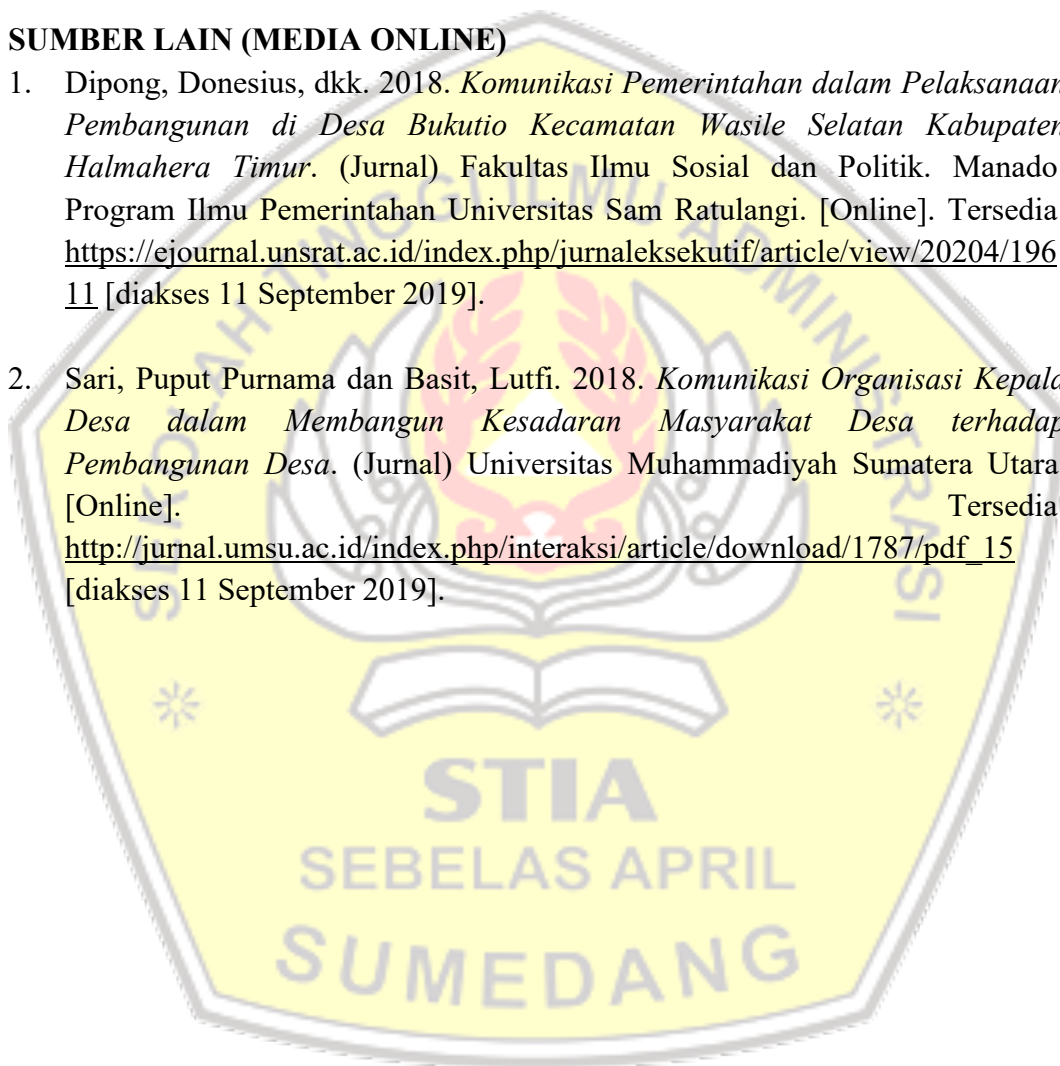 SUMBER LAIN (MEDIA ONLINE)
1. Dipong, Donesius, dkk. 2018. Komunikasi Pemerintahan dalam Pelaksanaan
Pembangunan di Desa Bukutio Kecamatan Wasile Selatan Kabupaten
Halmahera Timur. (Jurnal) Fakultas Ilmu Sosial dan Politik. Manado
Program Ilmu Pemerintahan Universitas Sam Ratulangi. [Online]. Tersedia
https://ejournal.unsrat.ac.id/index.php/jurnaleksekutif/article/view/20204/196
11 [diakses 11 September 2019].
2. Sari, Puput Purnama dan Basit, Lutfi. 2018. Komunikasi Organisasi Kepala
Desa dalam Membangun Kesadaran Masyarakat Desa terhadap
Pembangunan Desa. (Jurnal) Universitas Muhammadiyah Sumatera Utara
[Online]. Tersedia
http://jurnal.umsu.ac.id/index.php/interaksi/article/download/1787/pdf_15
[diakses 11 September 2019].
SEKOLAH TINGGI ILMU ADMINISTRASI
STIA
SEBELAS APRIL
SUMEDANG